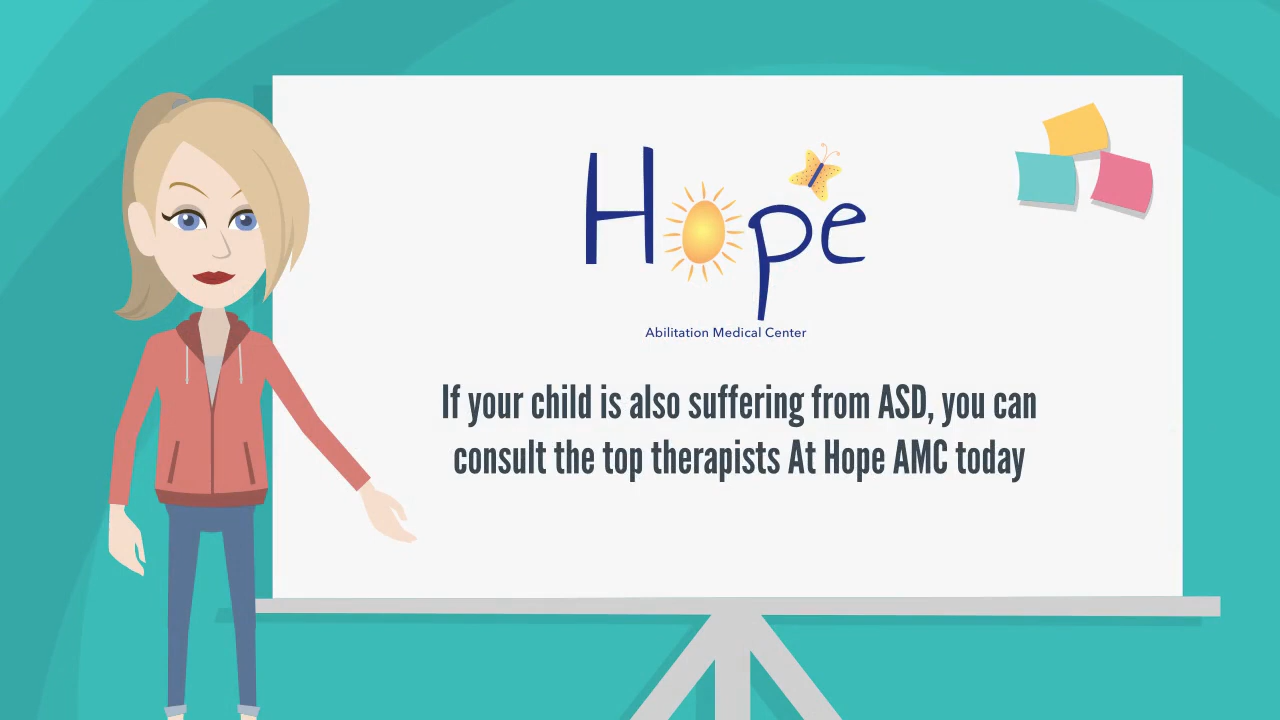 Hope
Abilitation Medical Center
If your child is also suffering from ASD, you can
consult the top therapists At Hope AMC today